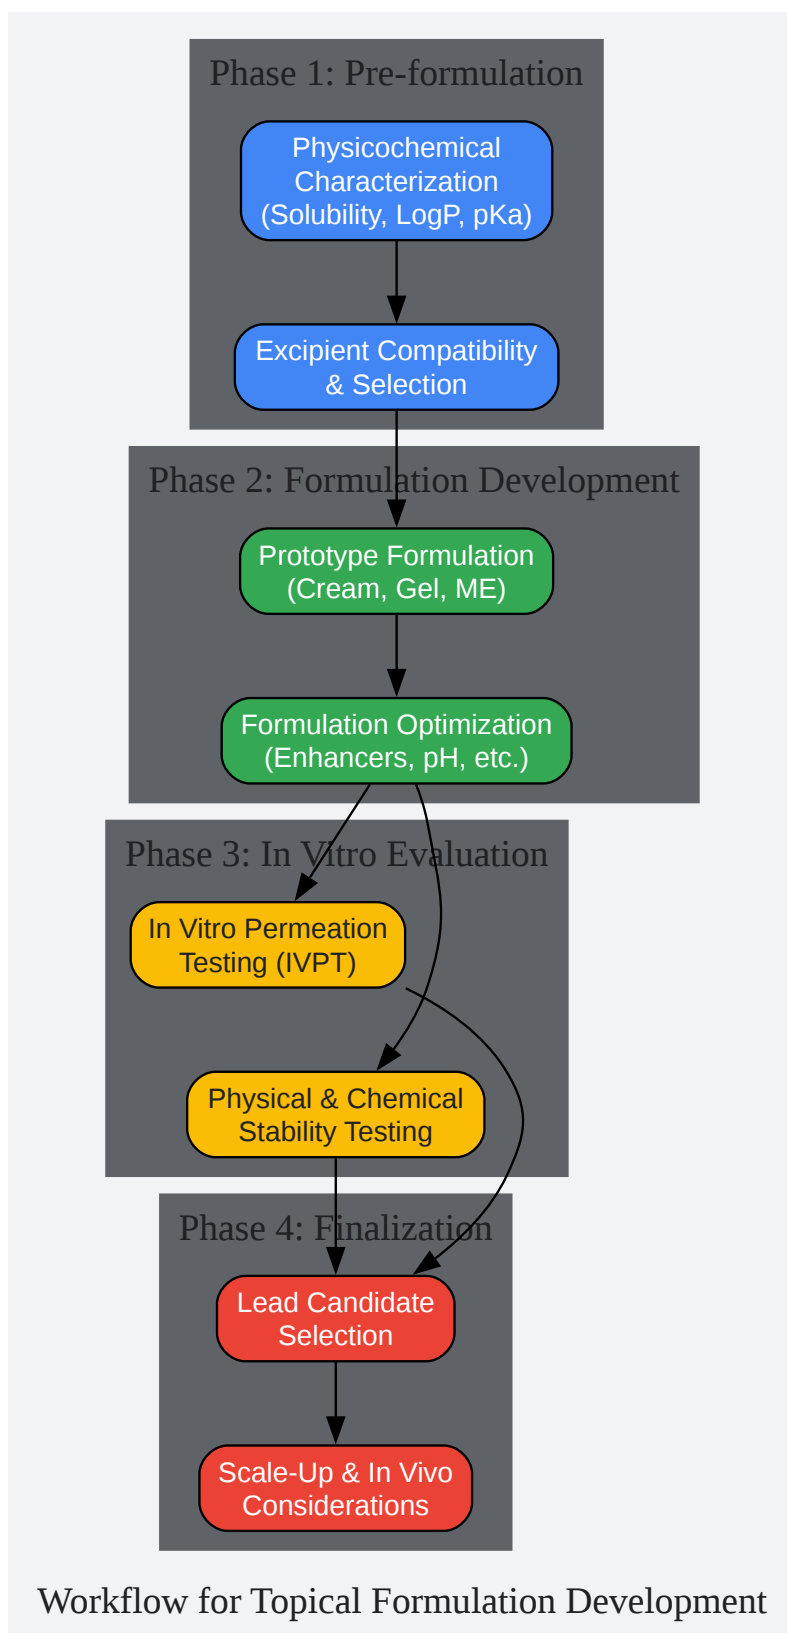 Phase 1: Pre-formulation
Physicochemical
Characterization
(Solubility, LogP, pKa)
Excipient Compatibility
& Selection
Phase 2: Formulation Development
Prototype Formulation
(Cream, Gel, ME)
Formulation Optimization
(Enhancers, pH, etc.)
Phase 3: In Vitro Evaluation
In Vitro Permeation
Testing (IVPT)
Physical & Chemical
Stability Testing
Phase 4: Finalization
Lead Candidate
Selection
Scale-Up & In Vivo
Considerations
Workflow for Topical Formulation Development